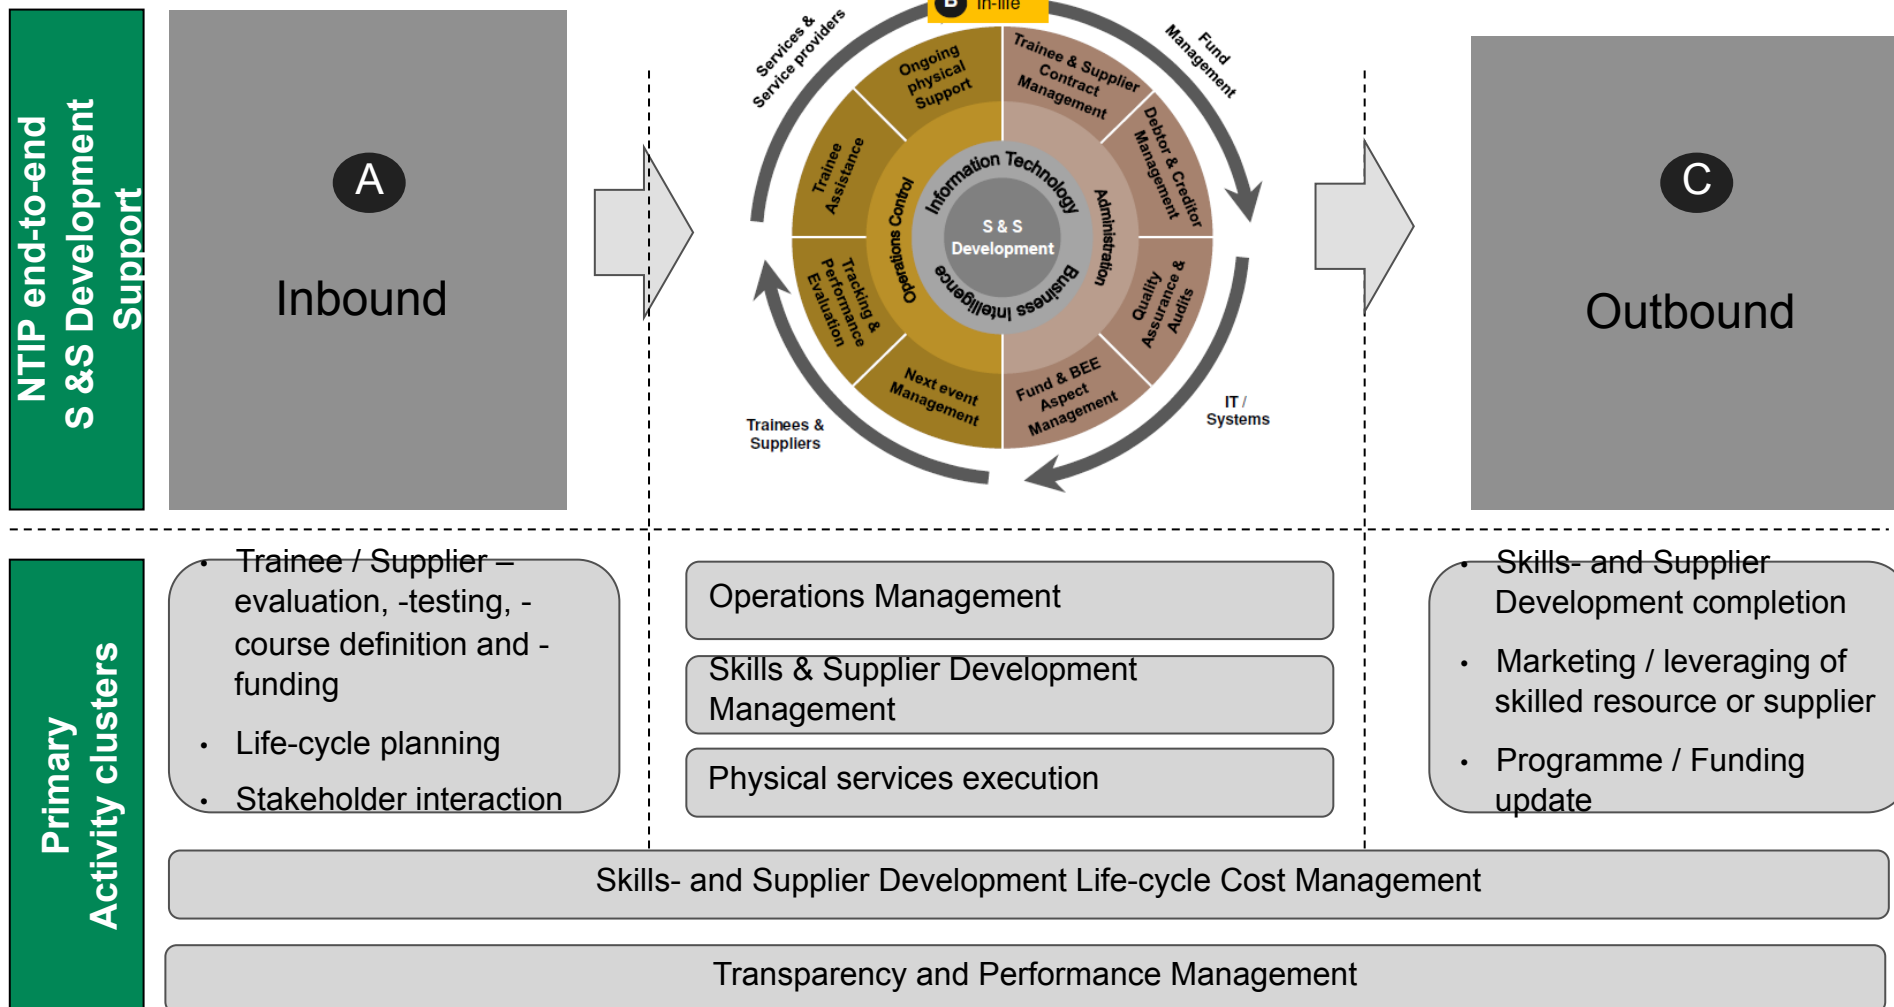 NTIP end-to-end
S &S Development
Support
A
Inbound
B
In-life
Services &
Service providers
Fund
Management
Ongoing
physical
Support
Trainee & Supplier
Contract
Management
Trainee
Assistance
Debtor & Creditor
Management
Operations Control
Information Technology
Administration
S & S
Development
Business Intelligence
Tracking &
Performance
Evaluation
Quality
Assurance &
Audits
Next event
Management
Fund & BEE
Aspect
Management
Trainees &
Suppliers
IT /
Systems
C
Outbound
Primary
Activity clusters
• Trainee / Supplier –
evaluation, -testing, -
course definition and -
funding
• Life-cycle planning
• Stakeholder interaction
Operations Management
Skills & Supplier Development
Management
Physical services execution
• Skills- and Supplier
Development completion
• Marketing / leveraging of
skilled resource or supplier
• Programme / Funding
update
Skills- and Supplier Development Life-cycle Cost Management
Transparency and Performance Management